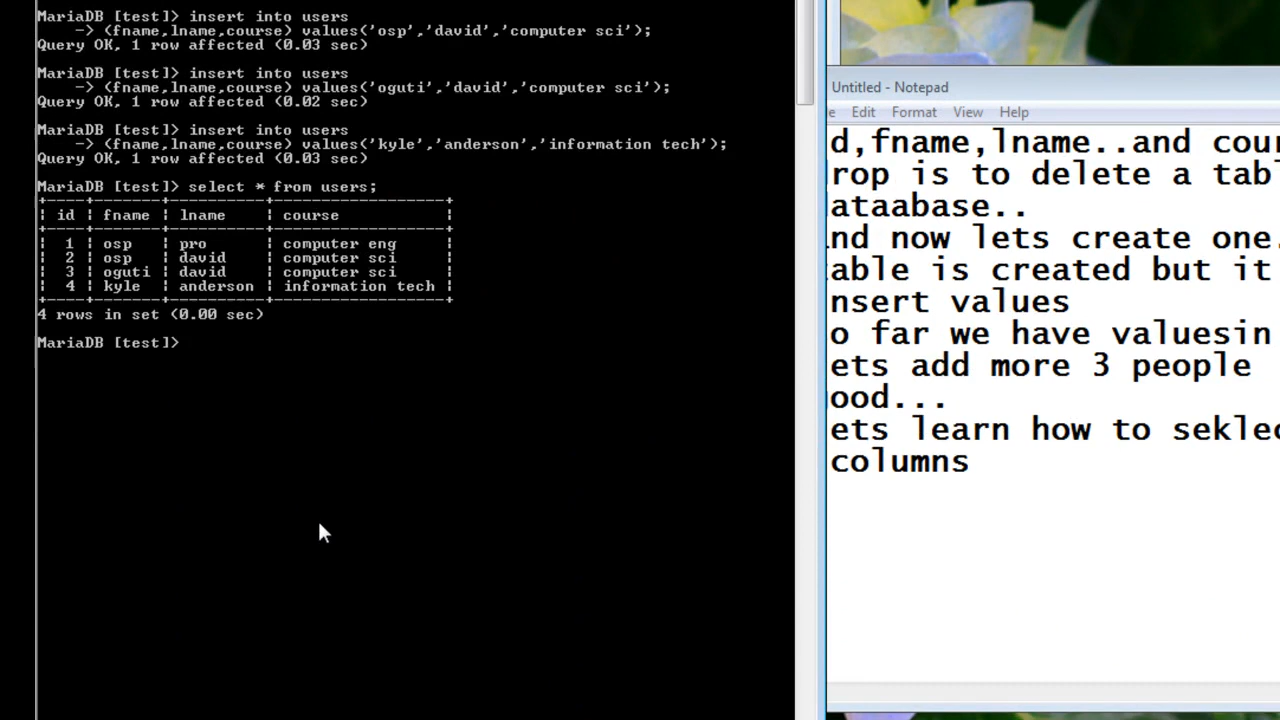 MariaDB [test]> insert into users
-> (fname,lname,course) values('osp','david','computer sci');
Query OK, 1 row affected (0.03 sec)
MariaDB [test]> insert into users
-> (fname,lname,course) values('oguti','david','computer sci');
Query OK, 1 row affected (0.02 sec)
MariaDB [test]> insert into users
-> (fname,lname,course) values('kyle','anderson','information tech');
Query OK, 1 row affected (0.03 sec)
MariaDB [test]> select * from users;
+----+-------+----------+------------------+
| id | fname | lname | course |
+----+-------+----------+------------------+
| 1 | osp | pro | computer eng |
| 2 | osp | david | computer sci |
| 3 | oguti | david | computer sci |
| 4 | kyle | anderson | information tech |
+----+-------+----------+------------------+
4 rows in set (0.00 sec)
MariaDB [test]>
Untitled - Notepad
e Edit Format View Help
d,fname,lname..and cour
rop is to delete a tabl
ataabase..
nd now lets create one.
able is created but it
nsert values
o far we have valuesin
ets add more 3 people
ood...
ets learn how to seklec
columns